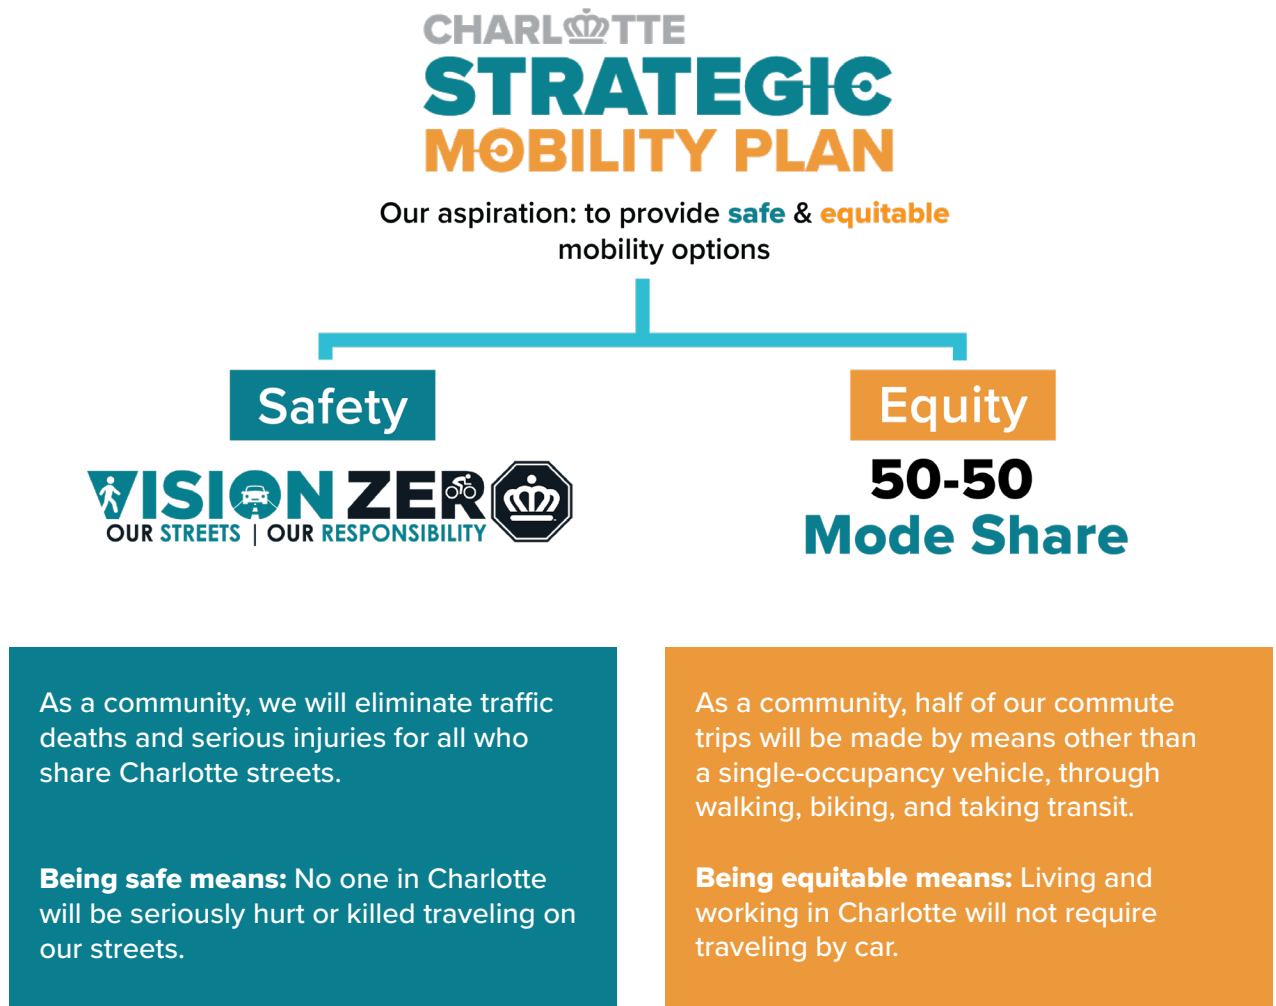 CHARLOTTE
STRATEGIC
MOBILITY PLAN
Our aspiration: to provide safe & equitable
mobility options
Safety
VISION ZERO
OUR STREETS | OUR RESPONSIBILITY
Equity
50-50
Mode Share
As a community, we will eliminate traffic
deaths and serious injuries for all who
share Charlotte streets.
Being safe means: No one in Charlotte
will be seriously hurt or killed traveling on
our streets.
As a community, half of our commute
trips will be made by means other than
a single-occupancy vehicle, through
walking, biking, and taking transit.
Being equitable means: Living and
working in Charlotte will not require
traveling by car.